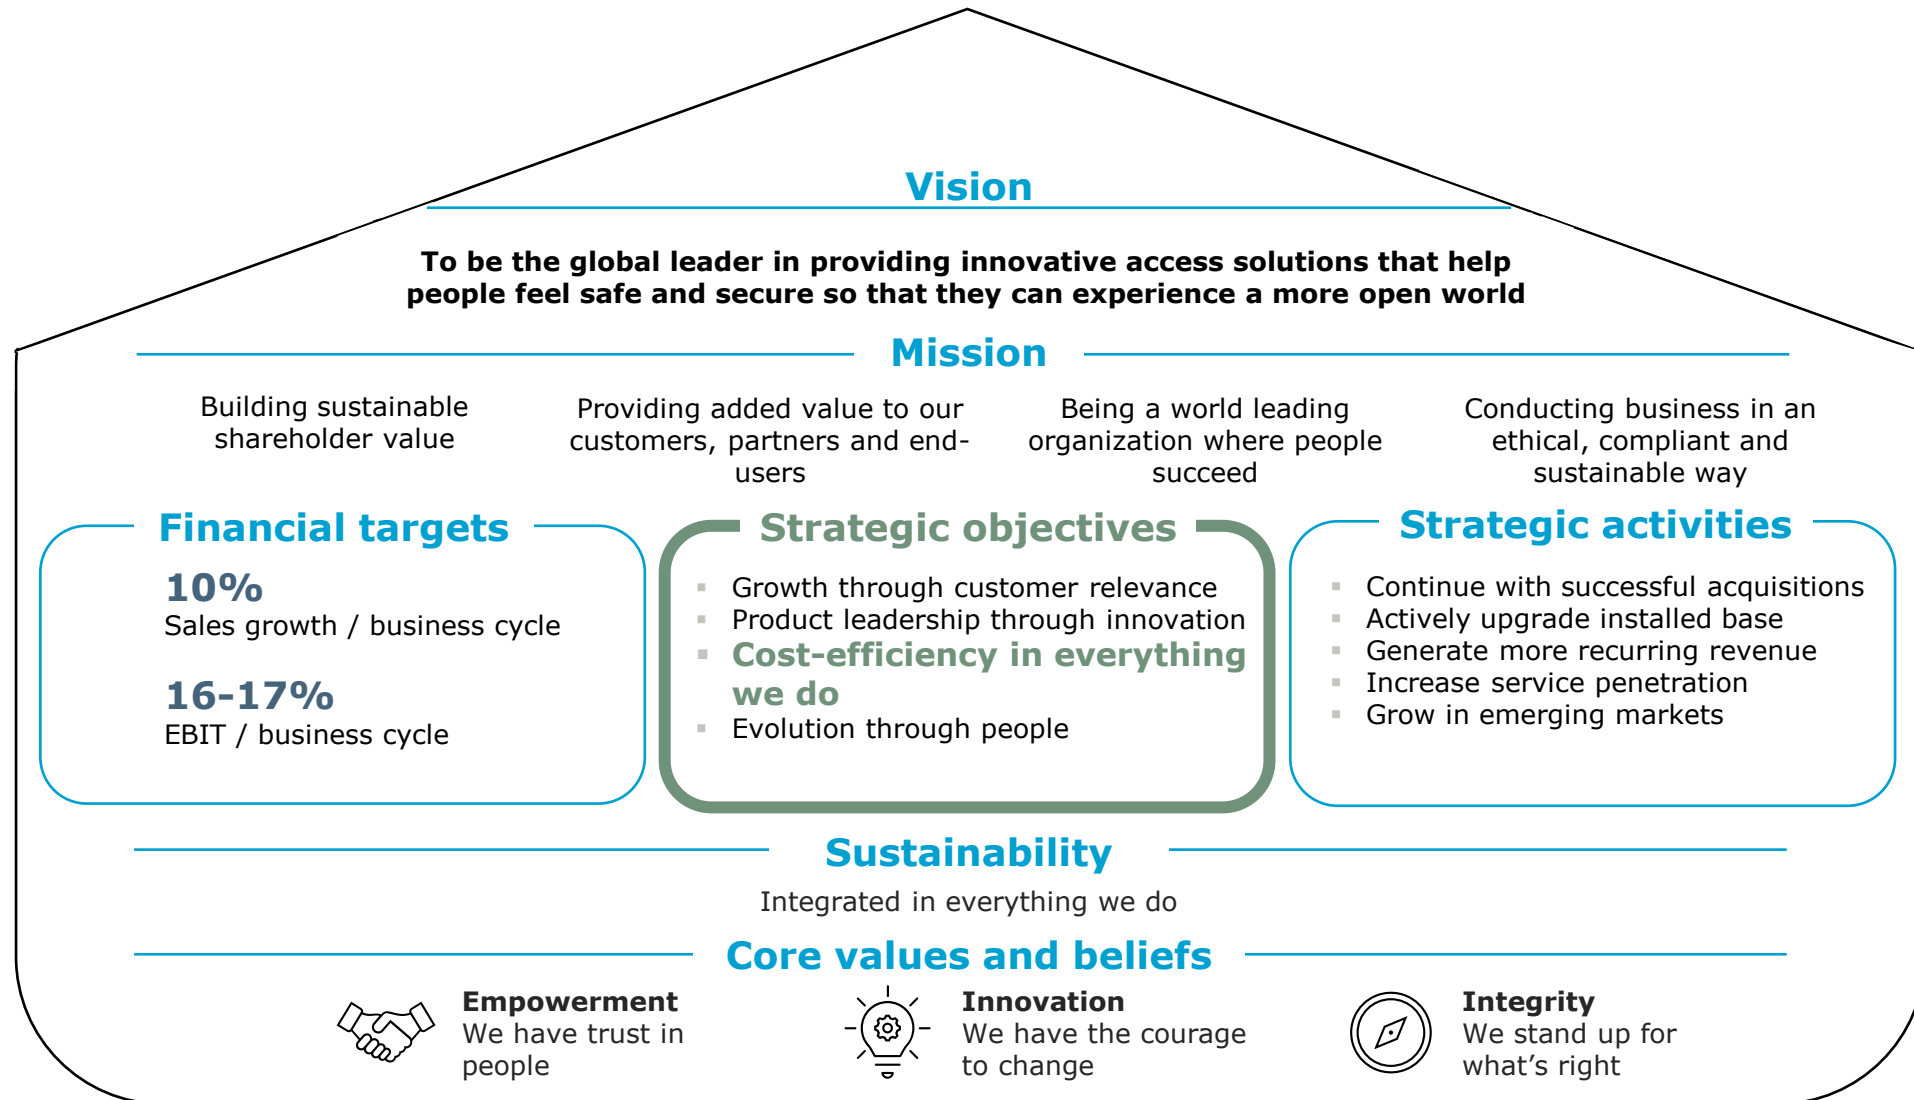 Vision
To be the global leader in providing innovative access solutions that help
people feel safe and secure so that they can experience a more open world
Mission
Building sustainable
shareholder value
Providing added value to our
customers, partners and end-
users
Being a world leading
organization where people
succeed
Conducting business in an
ethical, compliant and
sustainable way
Financial targets
10%
Sales growth / business cycle
16-17%
EBIT / business cycle
Strategic objectives
Growth through customer relevance
Product leadership through innovation
Cost-efficiency in everything
we do
Evolution through people
Strategic activities
Continue with successful acquisitions
Actively upgrade installed base
Generate more recurring revenue
Increase service penetration
Grow in emerging markets
Sustainability
Integrated in everything we do
Core values and beliefs
Empowerment
We have trust in
people
Innovation
We have the courage
to change
Integrity
We stand up for
what’s right